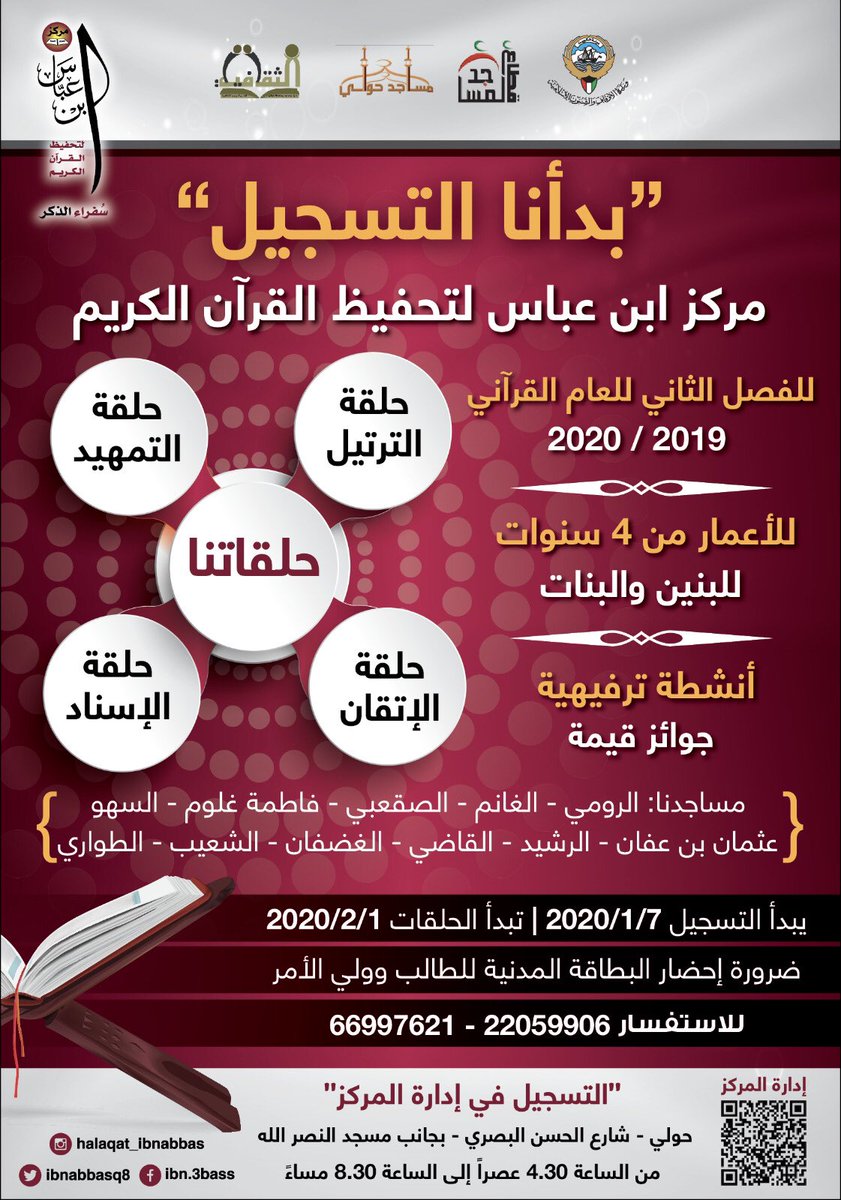 مركز
ابن عباس
لتحفيظ
القرآن
الكريم
سُفراء الذكر
الثقافية
مساجد حولي
قطاع
المساجد
”بدأنا التسجيل“
مركز ابن عباس لتحفيظ القرآن الكريم
للفصل الثاني للعام القرآني
2020 / 2019
للأعمار من 4 سنوات
للبنين والبنات
أنشطة ترفيهية
جوائز قيمة
حلقة
الترتيل
حلقة
التمهيد
حلقاتنا
حلقة
الإتقان
حلقة
الإسناد
{ مساجدنا: الرومي - الغانم - الصقعبي - فاطمة غلوم - السهو
عثمان بن عفان - الرشيد - القاضي - الغضفان - الشعيب - الطواري }
يبدأ التسجيل 2020/1/7 | تبدأ الحلقات 2020/2/1
ضرورة إحضار البطاقة المدنية للطالب وولي الأمر
للاستفسار 22059906 - 66997621
إدارة المركز
"التسجيل في إدارة المركز"
حولي - شارع الحسن البصري - بجانب مسجد النصر الله
من الساعة 4.30 عصراً إلى الساعة 8.30 مساءً
halaqat_ibnabbas
ibnabbasq8 ibn.3bass